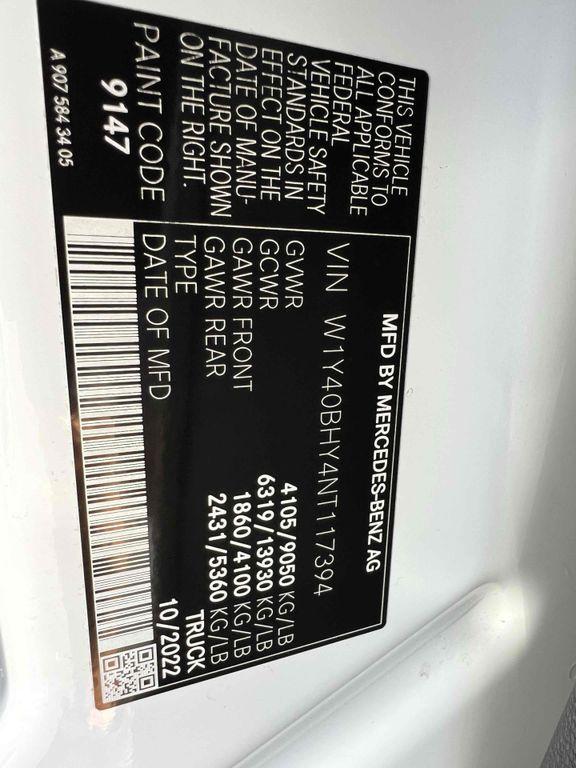 MFD BY MERCEDES-BENZ AG
VIN W1Y40BHY4NT117394
GVWR 4105/9050 KG/LB
GCWR 6319/13930 KG/LB
GAWR FRONT 1860/4100 KG/LB
GAWR REAR 2431/5360 KG/LB
TYPE TRUCK
DATE OF MFD 10/2022
THIS VEHICLE
CONFORMS TO
ALL APPLICABLE
FEDERAL
VEHICLE SAFETY
STANDARDS IN
EFFECT ON THE
DATE OF MANU-
FACTURE SHOWN
ON THE RIGHT.
PAINT CODE
9147
A 907 584 34 05